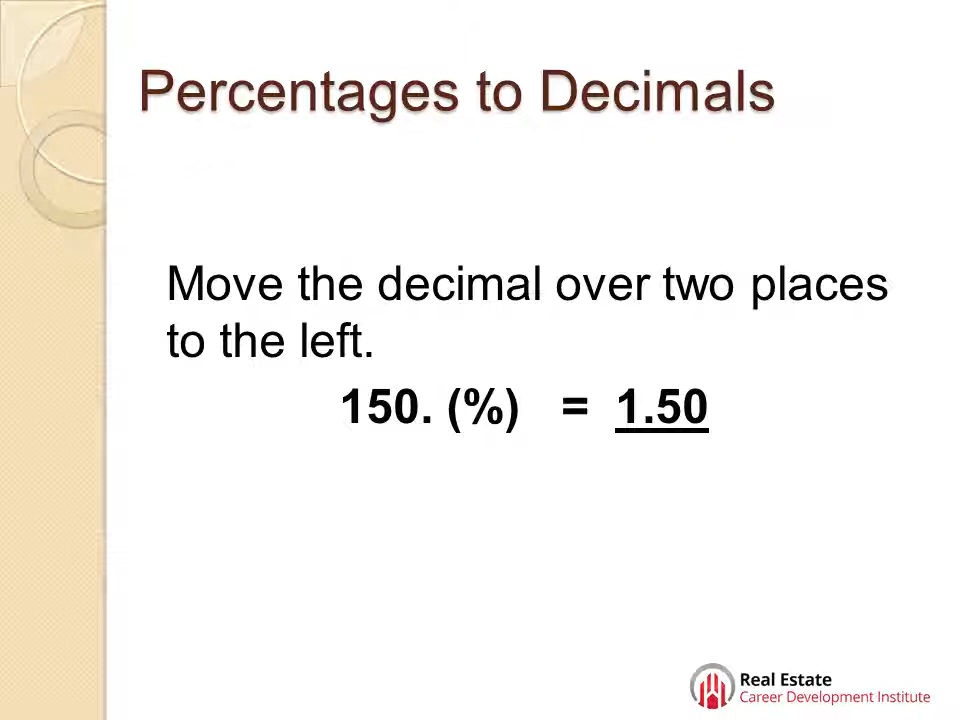 Percentages to Decimals
Move the decimal over two places
to the left.
150. (%) = 1.50
Real Estate
Career Development Institute